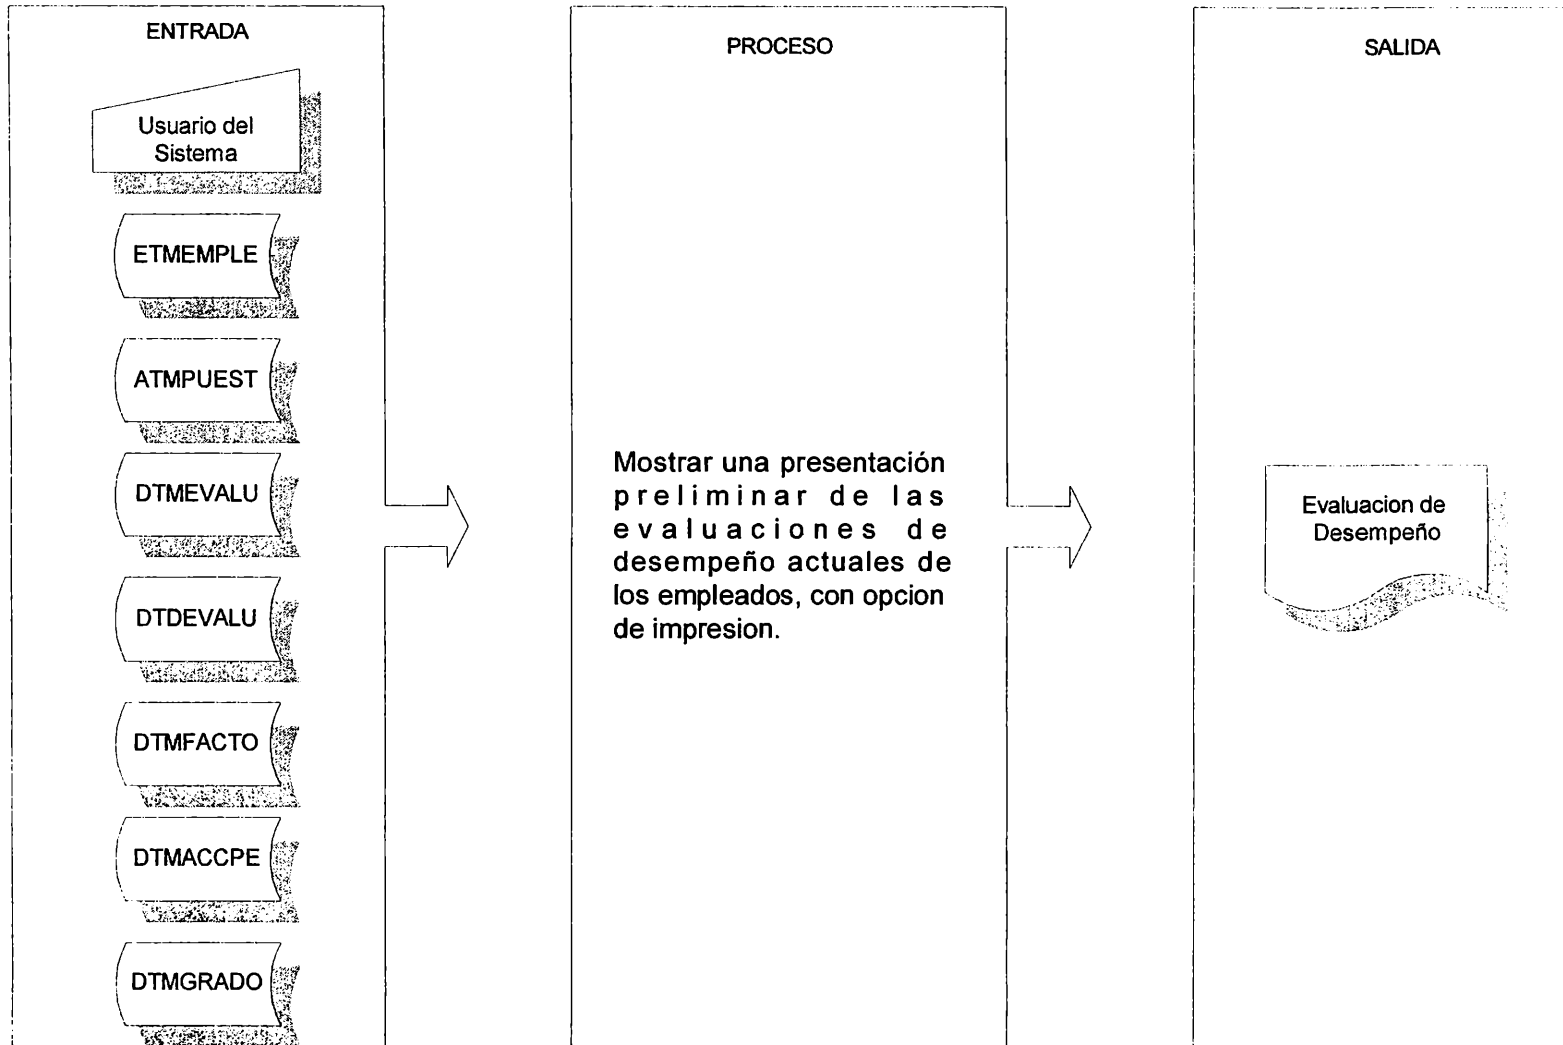 ENTRADA
Usuario del
Sistema
ETMEMPLE
ATMPUEST
DTMEVALU
DTDEVALU
DTMFACTO
DTMACCPE
DTMGRADO
PROCESO
Mostrar una presentación
preliminar de las
evaluaciones de
desempeño actuales de
los empleados, con opcion
de impresion.
SALIDA
Evaluacion de
Desempeño